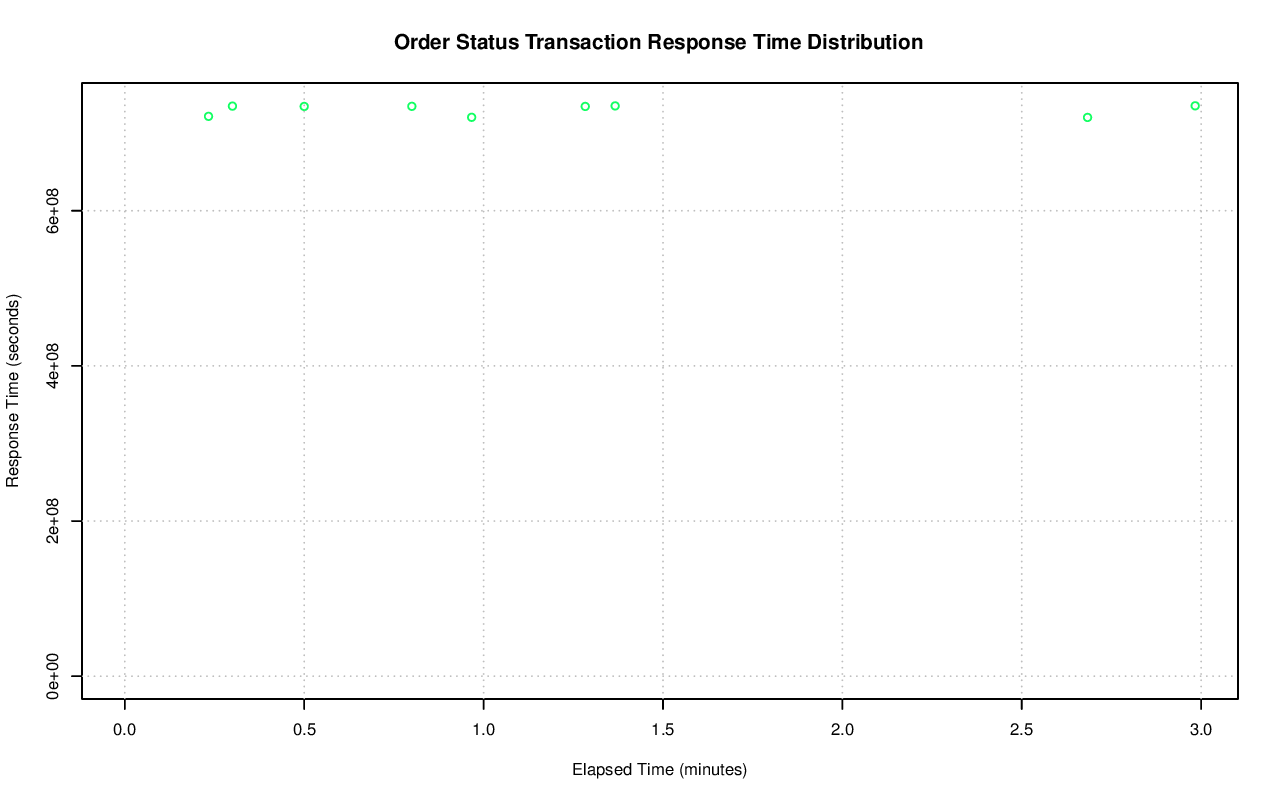 Order Status Transaction Response Time Distribution
Response Time (seconds)
6e+08
4e+08
2e+08
0e+00
0.0 0.5 1.0 1.5 2.0 2.5 3.0
Elapsed Time (minutes)